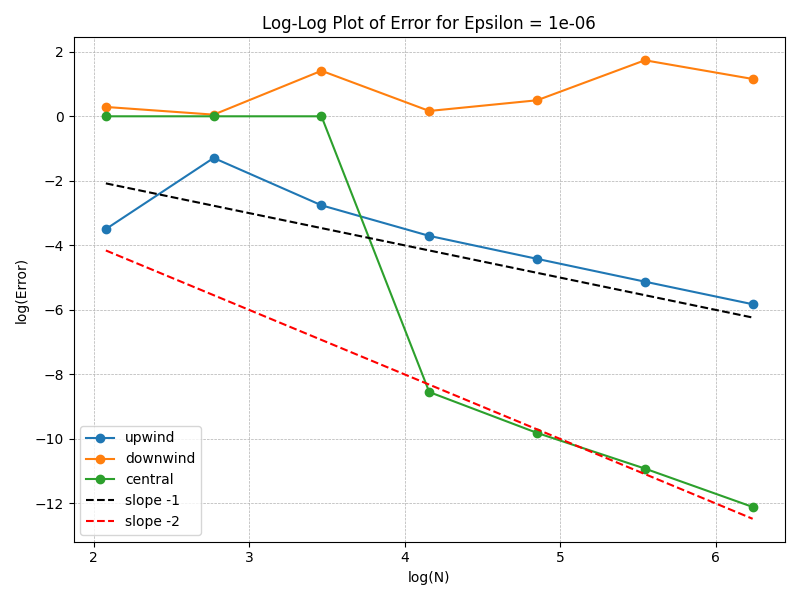 Log-Log Plot of Error for Epsilon = 1e-06
log(Error)
2
0
−2
−4
−6
−8
−10
−12
upwind
downwind
central
slope -1
slope -2
2 3 4 5 6
log(N)